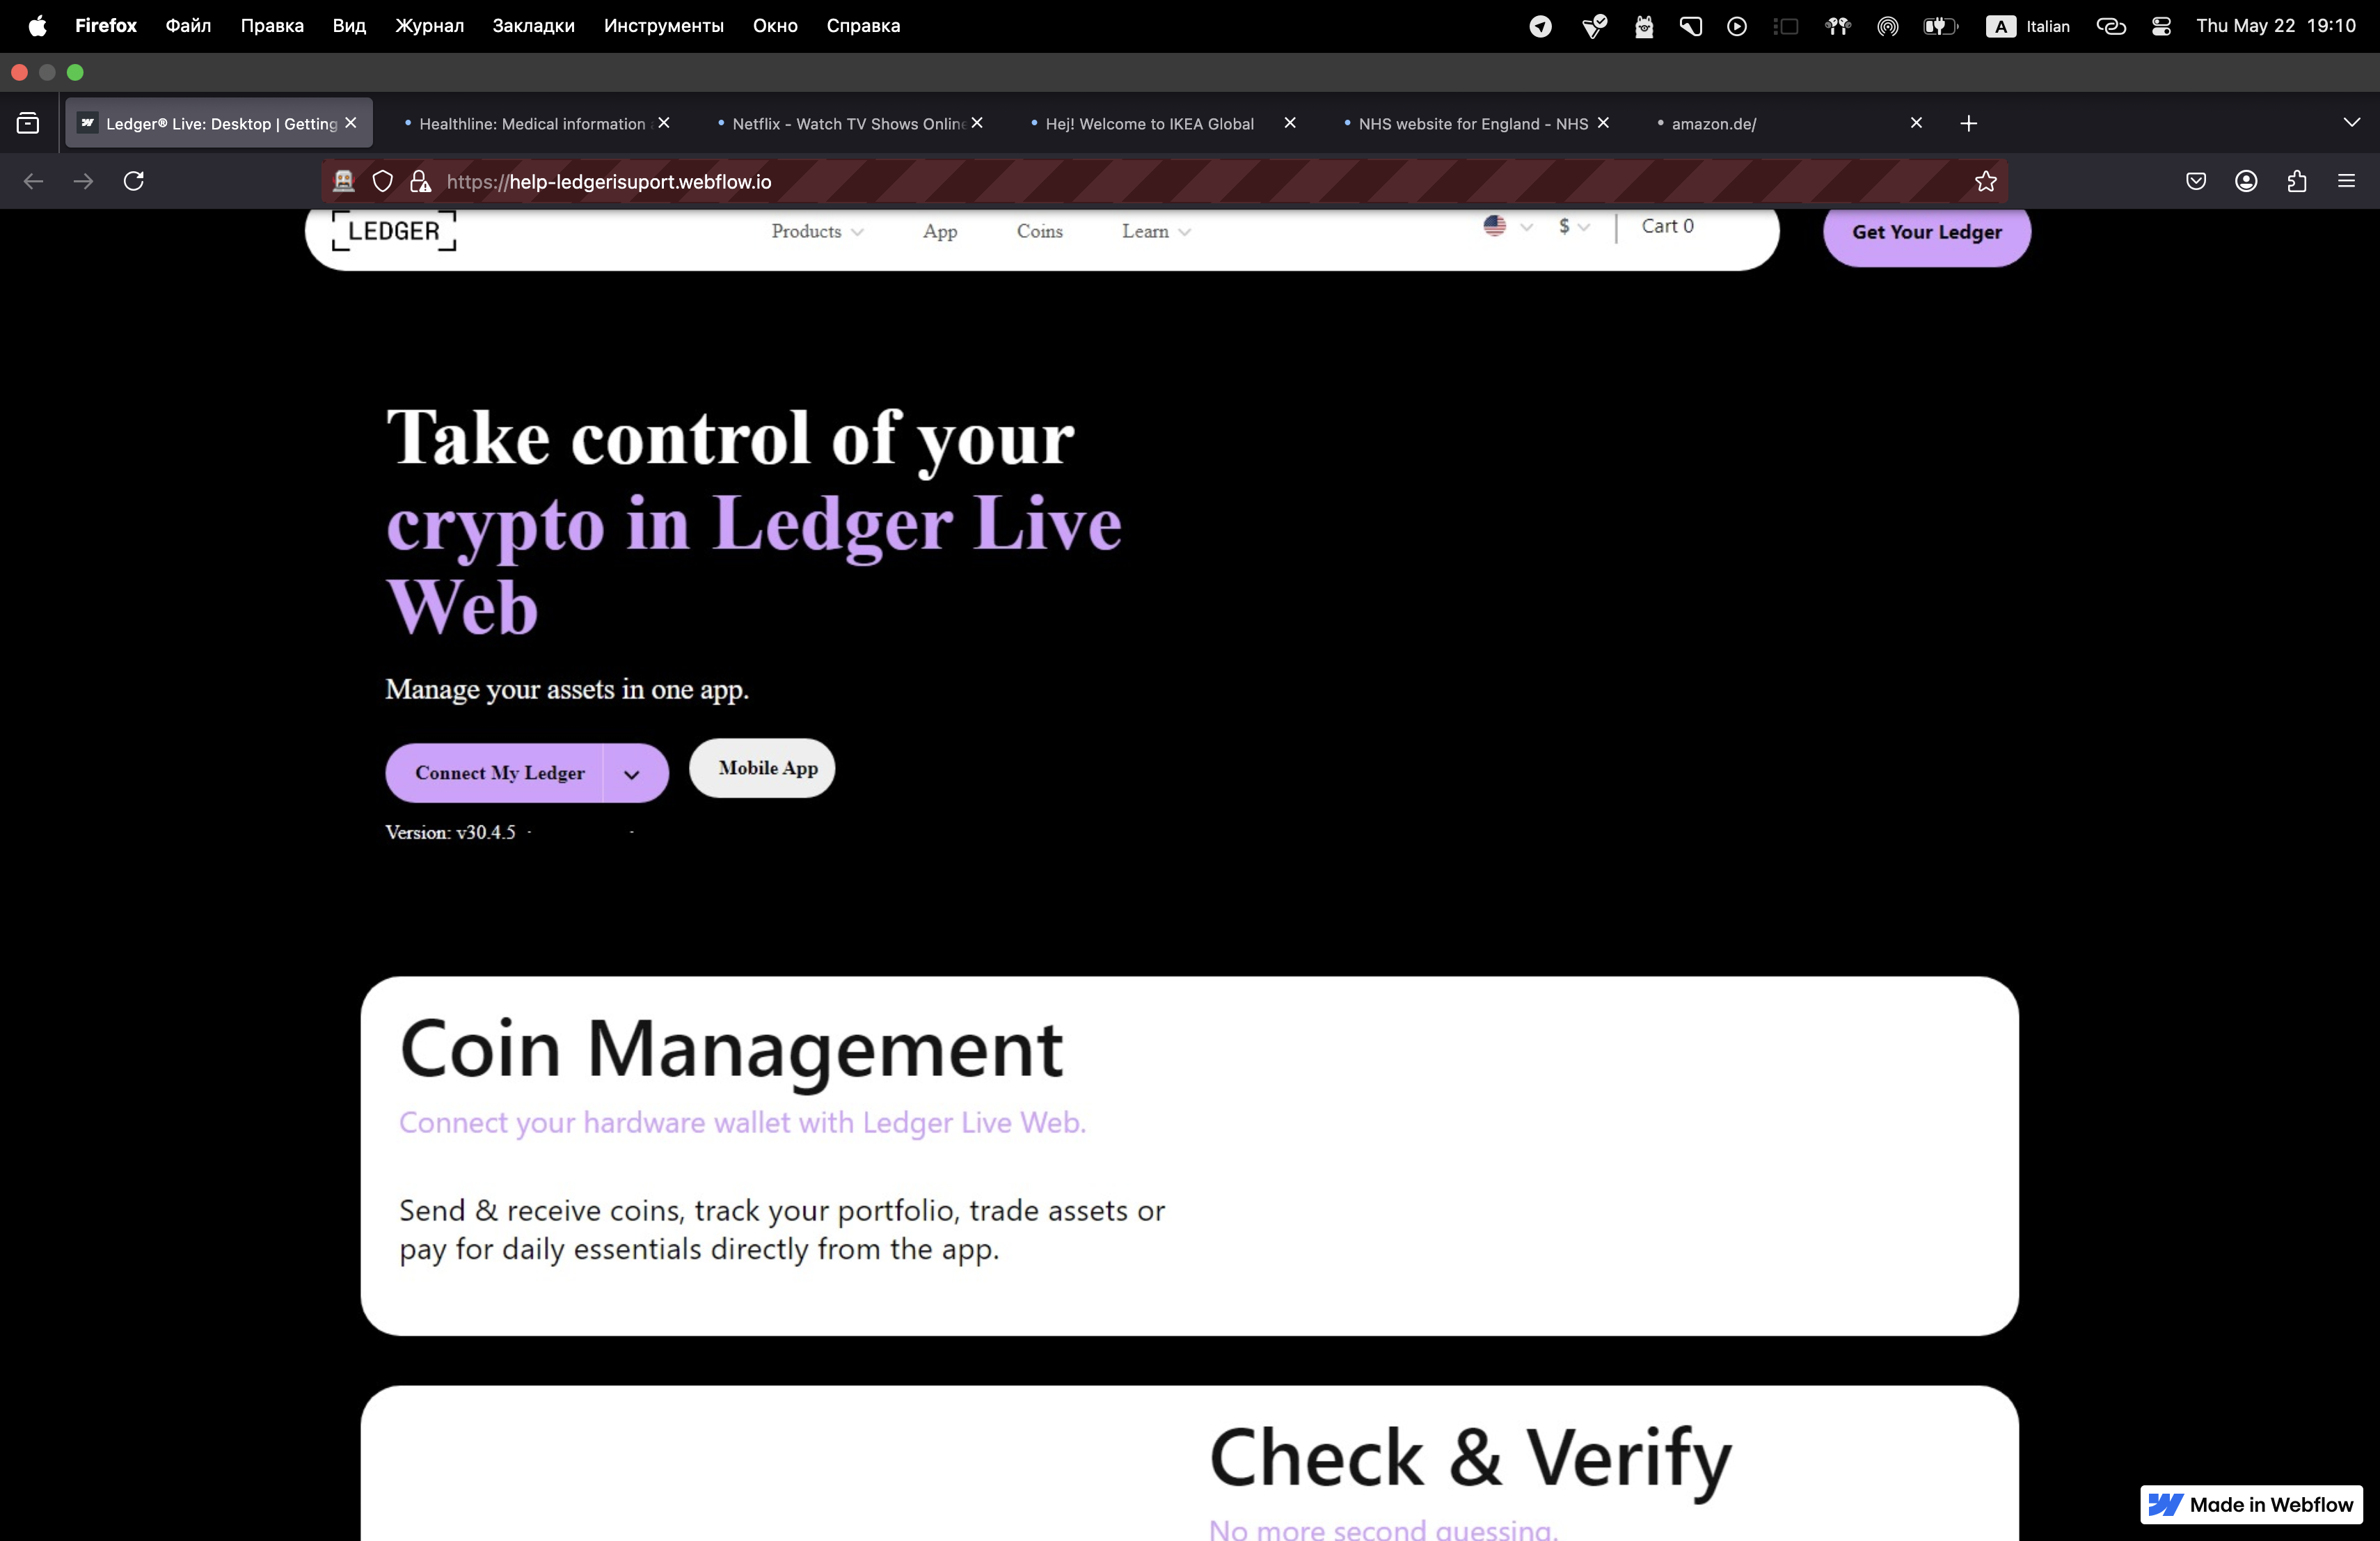 Firefox Файл Правка Вид Журнал Закладки Инструменты Окно Справка
A Italian Thu May 22 19:10
Ledger® Live: Desktop | Getting
Healthline: Medical information
Netflix - Watch TV Shows Online
Hej! Welcome to IKEA Global
NHS website for England - NHS
amazon.de/
https://help-ledgerisuport.webflow.io
LEDGER
Products App Coins Learn
$ Cart 0
Get Your Ledger
Take control of your
crypto in Ledger Live
Web
Manage your assets in one app.
Connect My Ledger
Mobile App
Version: v30.4.5 · ·
Coin Management
Connect your hardware wallet with Ledger Live Web.
Send & receive coins, track your portfolio, trade assets or
pay for daily essentials directly from the app.
Check & Verify
No more second guessing.
Made in Webflow